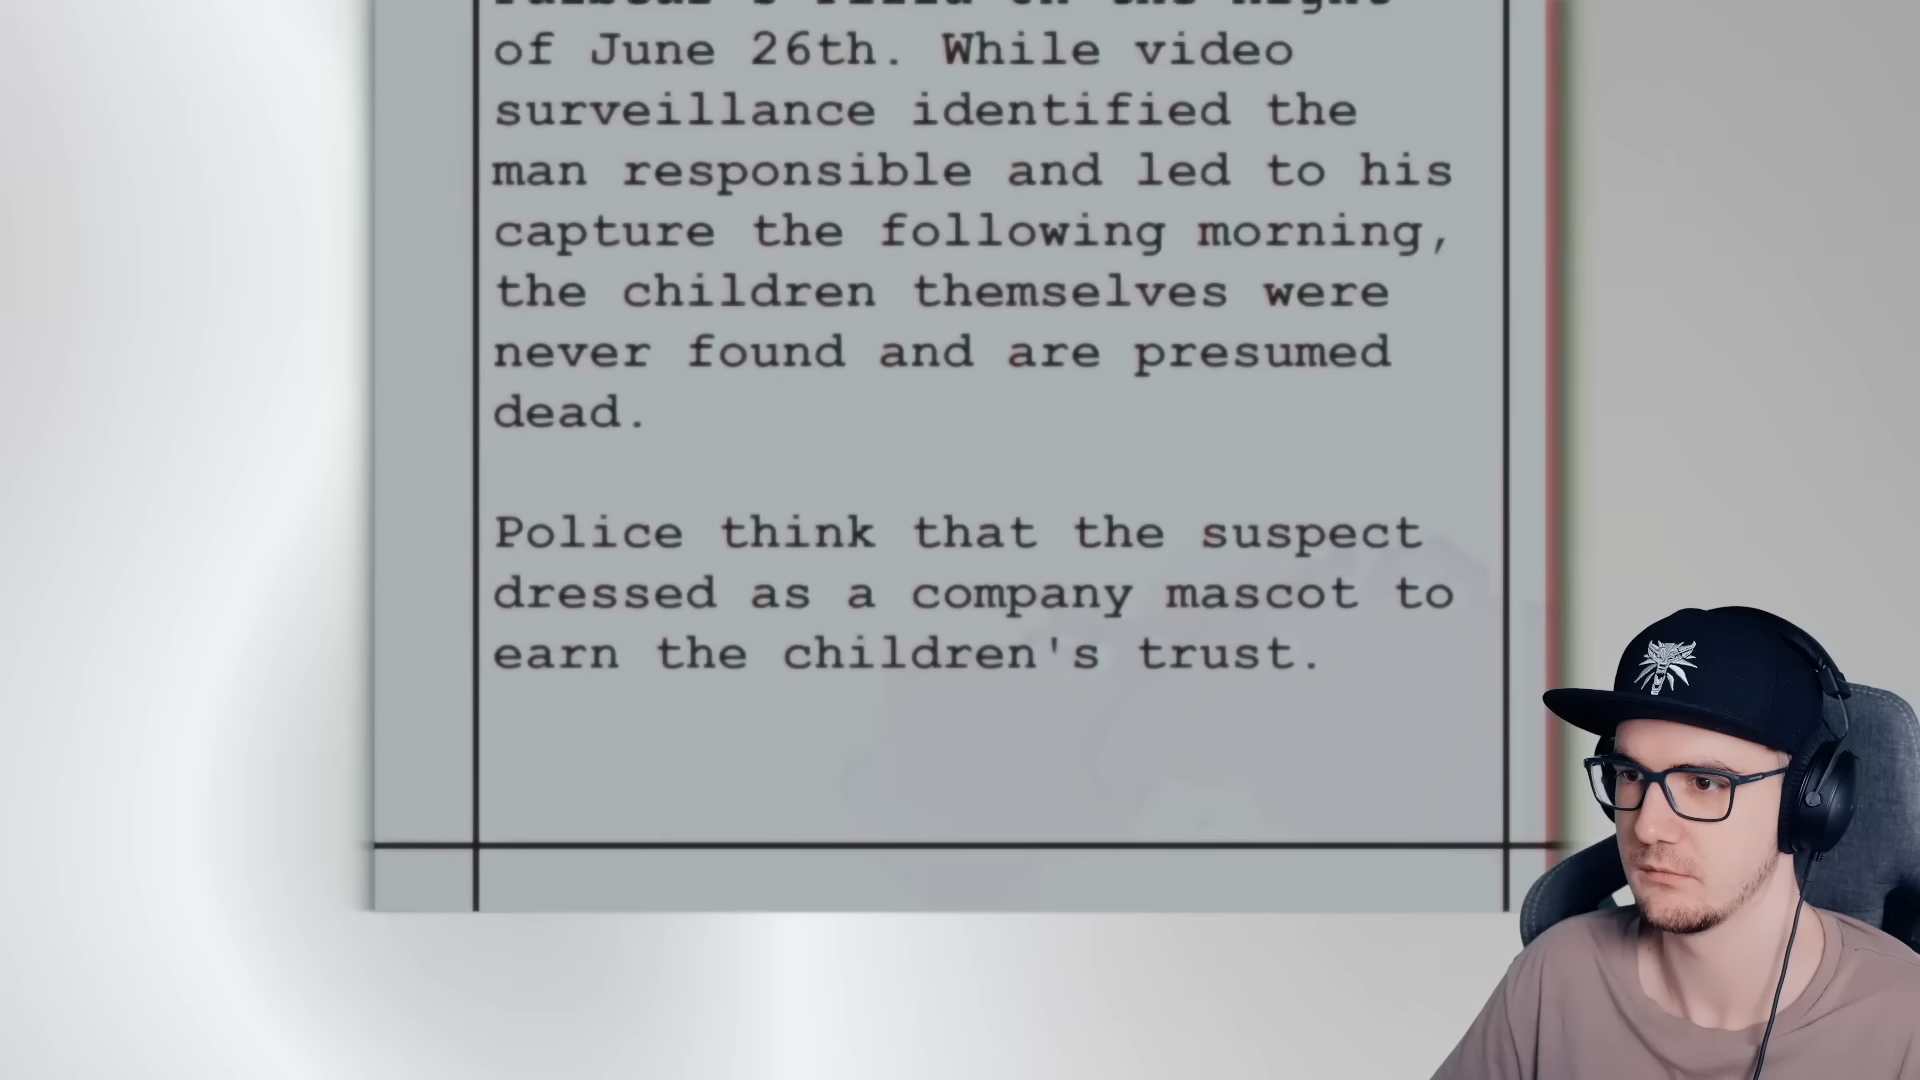 of June 26th. While video
surveillance identified the
man responsible and led to his
capture the following morning,
the children themselves were
never found and are presumed
dead.
Police think that the suspect
dressed as a company mascot to
earn the children's trust.